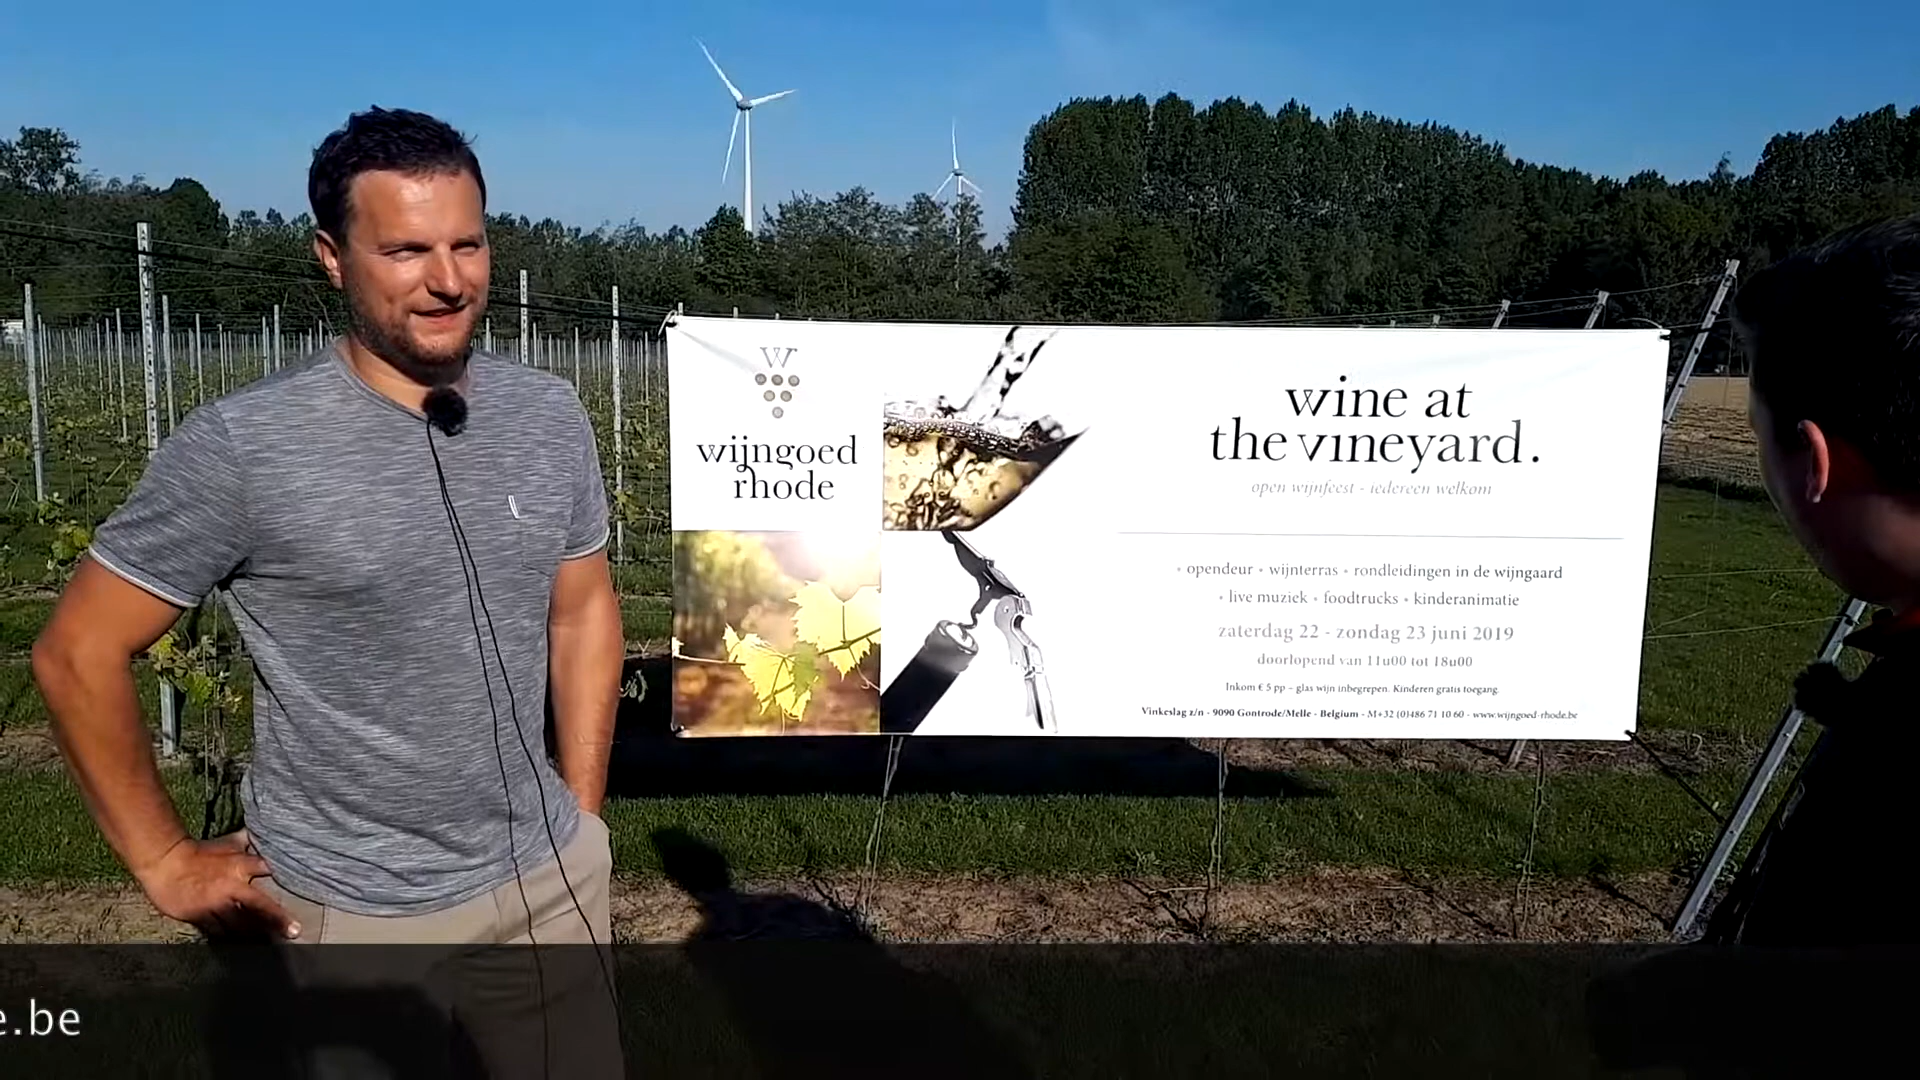 w
wijngoed
rhode
wine at
the vineyard.
open wijnfeest - iedereen welkom
• opendeur • wijnterras • rondleidingen in de wijngaard
• live muziek • foodtrucks • kinderanimatie
zaterdag 22 - zondag 23 juni 2019
doorlopend van 11u00 tot 18u00
Inkom € 5 pp - glas wijn inbegrepen. Kinderen gratis toegang.
Vinkeslag z/n - 9090 Gontrode/Melle - Belgium - M+32 (0)486 71 10 60 - www.wijngoed-rhode.be
e.be